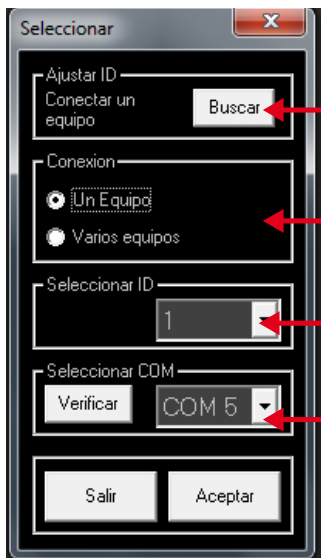 Seleccionar
Ajustar ID
Conectar un
equipo
Buscar
Conexion
Un Equipo
Varios equipos
Seleccionar ID
1
Seleccionar COM
Verificar
COM 5
Salir
Aceptar